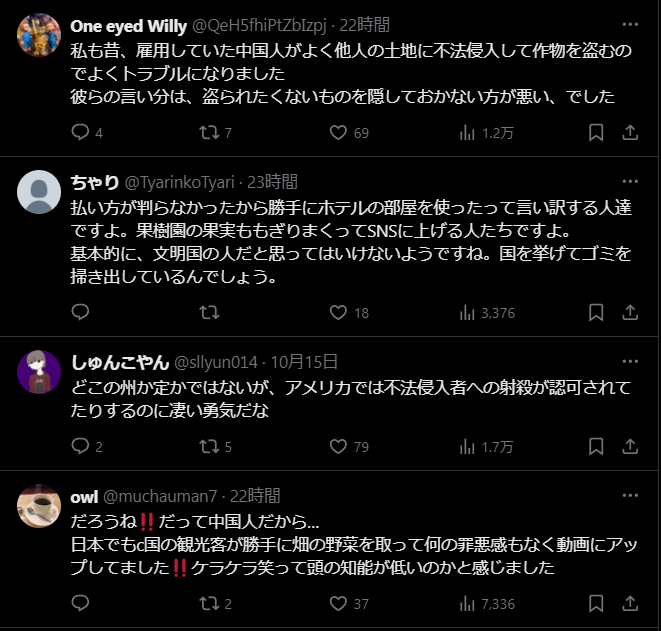 One eyed Willy @QeH5fhiPtZbIzpj · 22時間
私も昔、雇用していた中国人がよく他人の土地に不法侵入して作物を盗むの
でよくトラブルになりました
彼らの言い分は、盗られたくないものを隠しておかない方が悪い、でした
4 7 69 1.2万
ちゃり @TyarinkoTyari · 23時間
払い方が判らなかったから勝手にホテルの部屋を使ったって言い訳する人達
ですよ。果樹園の果実ももぎりまくってSNSに上げる人たちですよ。
基本的に、文明国の人だと思ってはいけないようですね。国を挙げてゴミを
掃き出しているんでしょう。
18 3,376
しゅんこやん @sllyun014 · 10月15日
どこの州か定かではないが、アメリカでは不法侵入者への射殺が認可されて
たりするのに凄い勇気だな
2 5 79 1.7万
owl @muchauman7 · 22時間
だろうね‼️だって中国人だから...
日本でもc国の観光客が勝手に畑の野菜を取って何の罪悪感もなく動画にアッ
プしてました‼️ケラケラ笑って頭の知能が低いのかと感じました
2 37 7,336